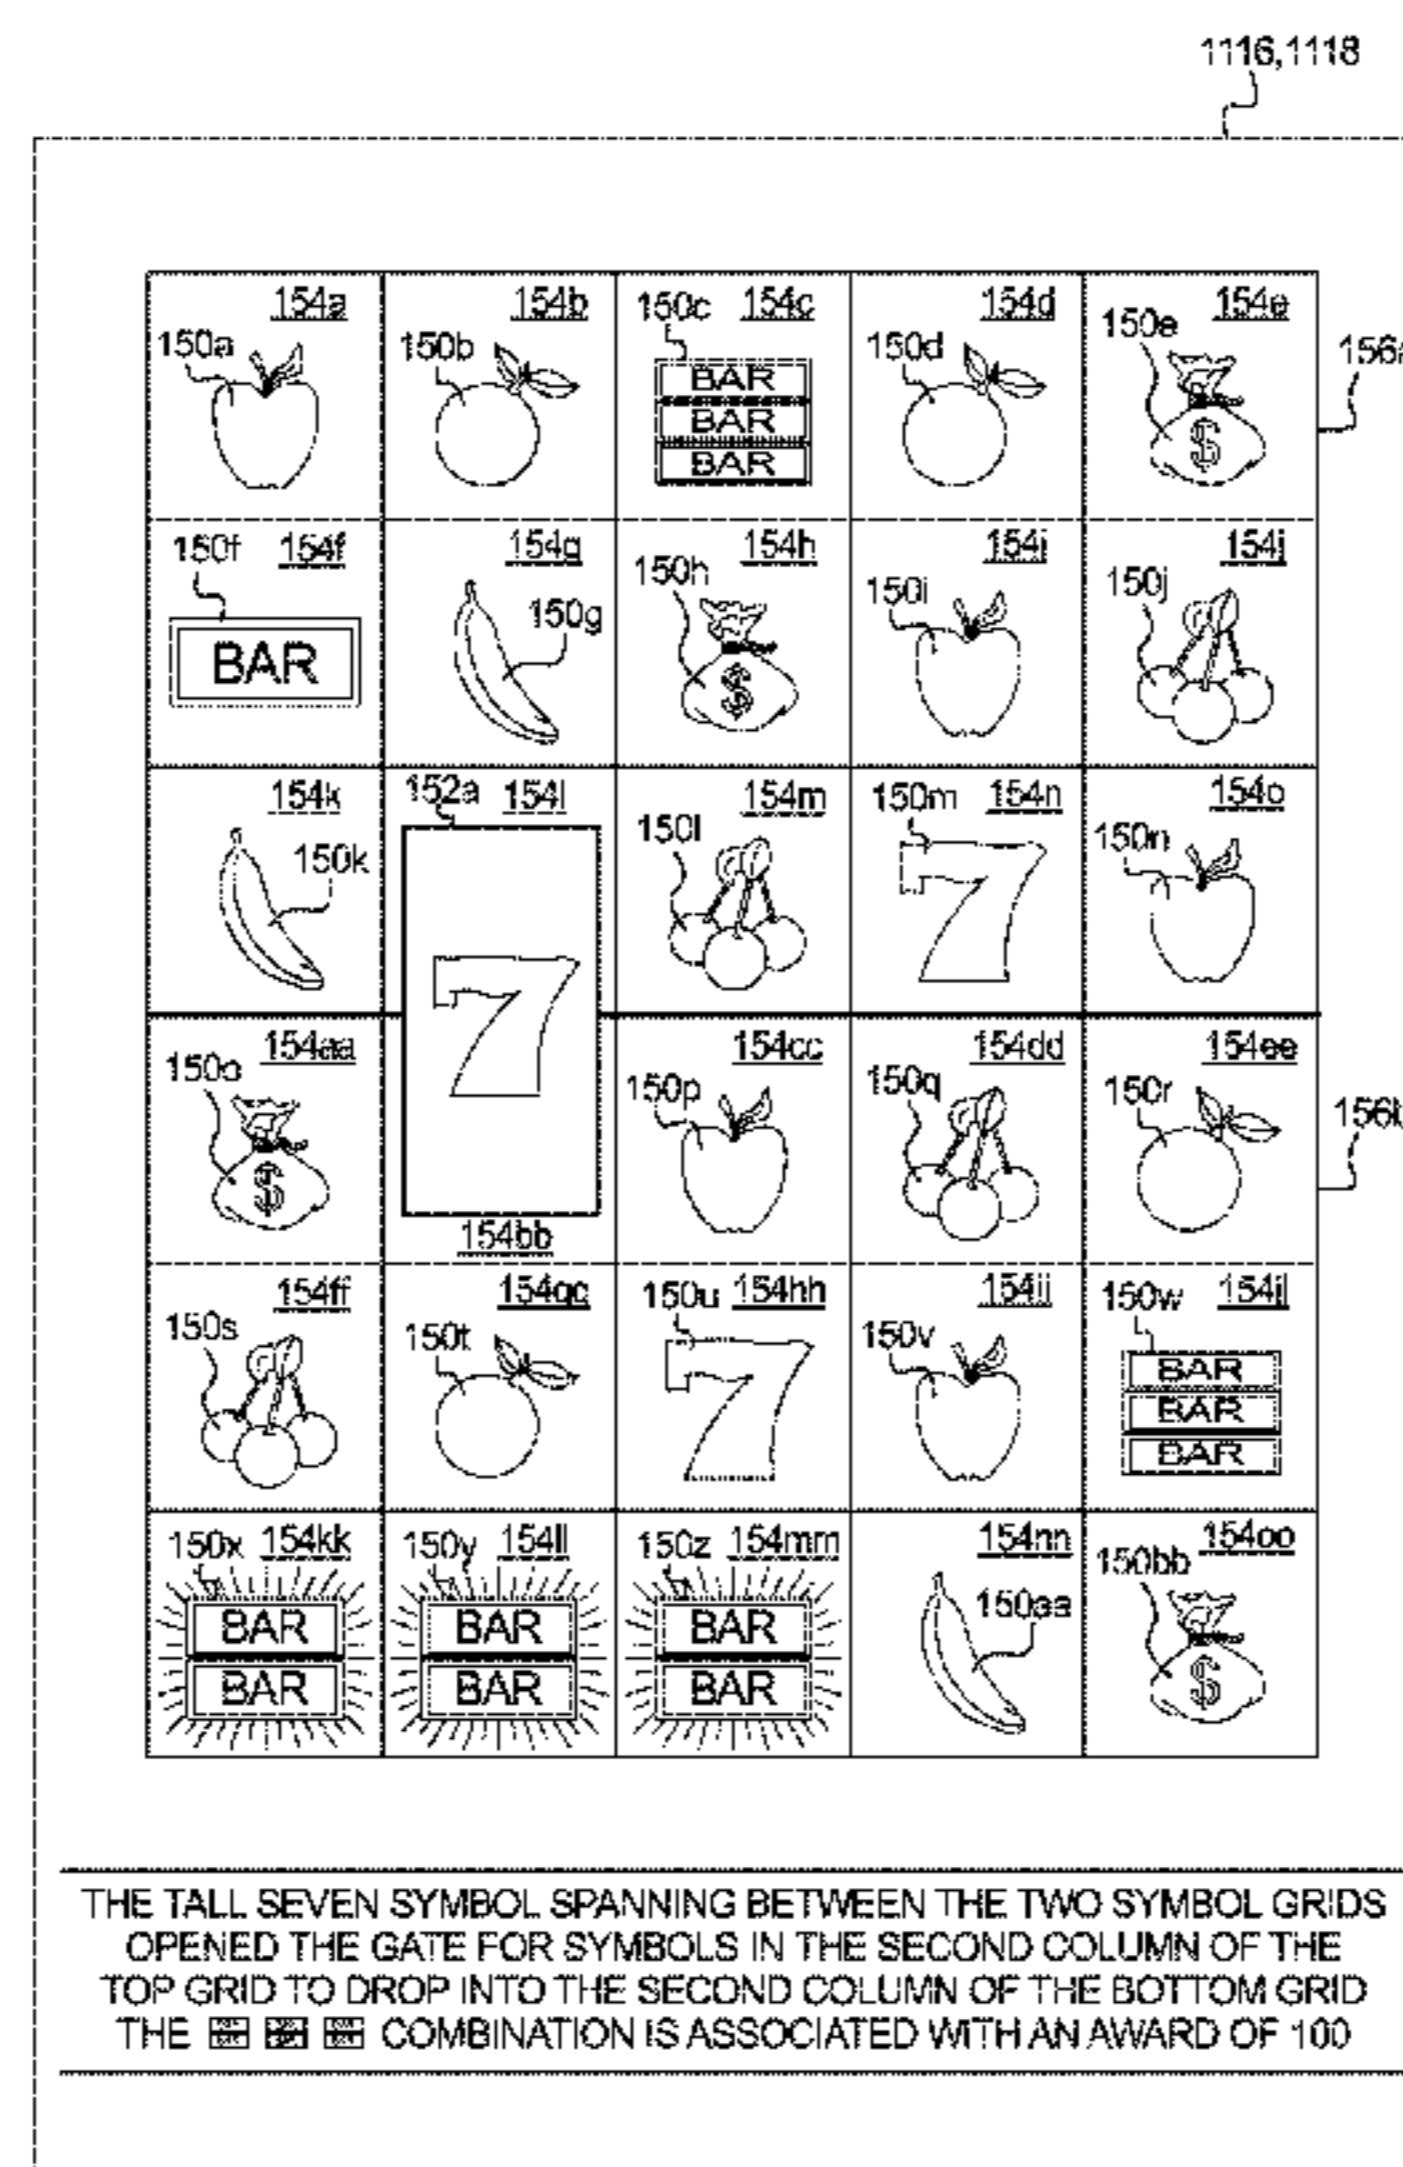 1116,1118
154a 154b 150c 154c 154d 150e 154e
150a 150b 150d 156a
BAR
BAR
BAR
$
150f 154f 154g 150h 154h 154i 150j 154j
150g 150i
BAR
$
154k 152a 154l 154m 150m 154n 154o
150k 150l 150n
7
7
150o 154aa 154cc 154dd 154ee
150p 150q 150r 156b
$
154bb
154ff 154gg 150u 154hh 154ii 150w 154jj
150s 150t 150v
7
BAR
BAR
BAR
150x 154kk 150y 154ll 150z 154mm 154nn 150bb 154oo
150aa
BAR BAR BAR
BAR BAR BAR
$
THE TALL SEVEN SYMBOL SPANNING BETWEEN THE TWO SYMBOL GRIDS
OPENED THE GATE FOR SYMBOLS IN THE SECOND COLUMN OF THE
TOP GRID TO DROP INTO THE SECOND COLUMN OF THE BOTTOM GRID
THE COMBINATION IS ASSOCIATED WITH AN AWARD OF 100